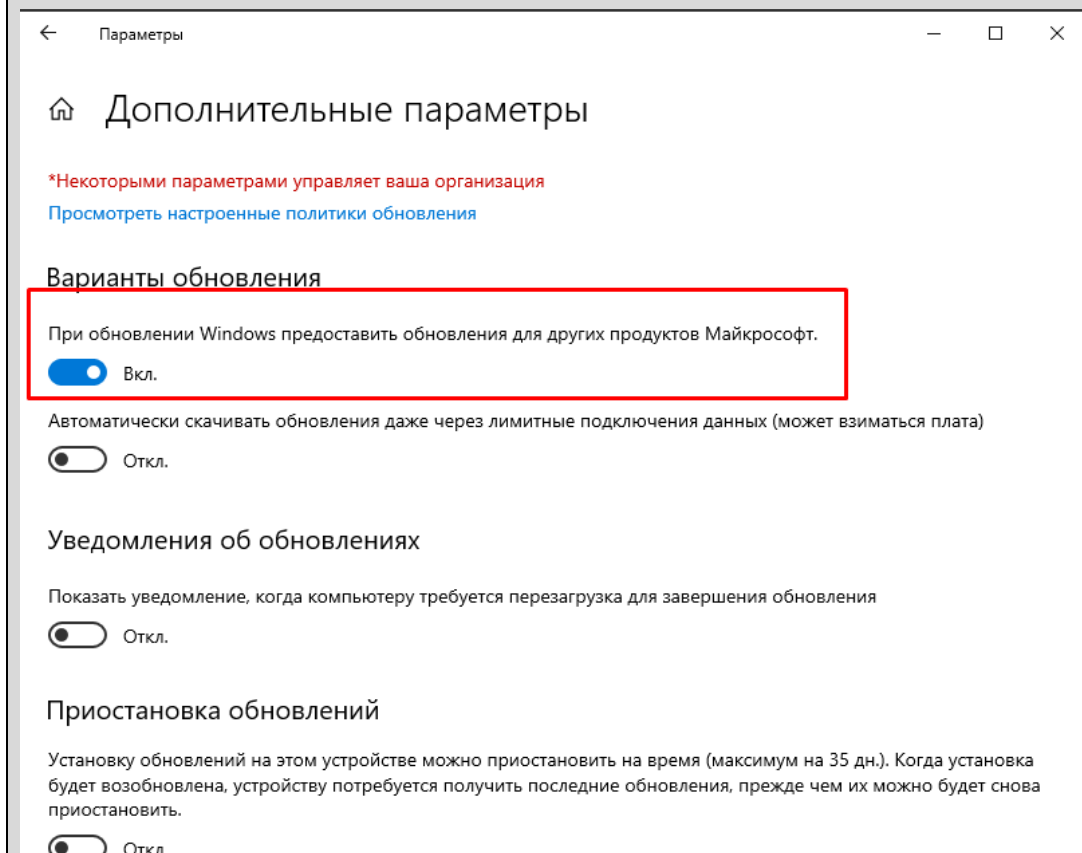 Параметры
Дополнительные параметры
*Некоторыми параметрами управляет ваша организация
Просмотреть настроенные политики обновления
Варианты обновления
При обновлении Windows предоставить обновления для других продуктов Майкрософт.
Вкл.
Автоматически скачивать обновления даже через лимитные подключения данных (может взиматься плата)
Откл.
Уведомления об обновлениях
Показать уведомление, когда компьютеру требуется перезагрузка для завершения обновления
Откл.
Приостановка обновлений
Установку обновлений на этом устройстве можно приостановить на время (максимум на 35 дн.). Когда установка
будет возобновлена, устройству потребуется получить последние обновления, прежде чем их можно будет снова
приостановить.
Откл